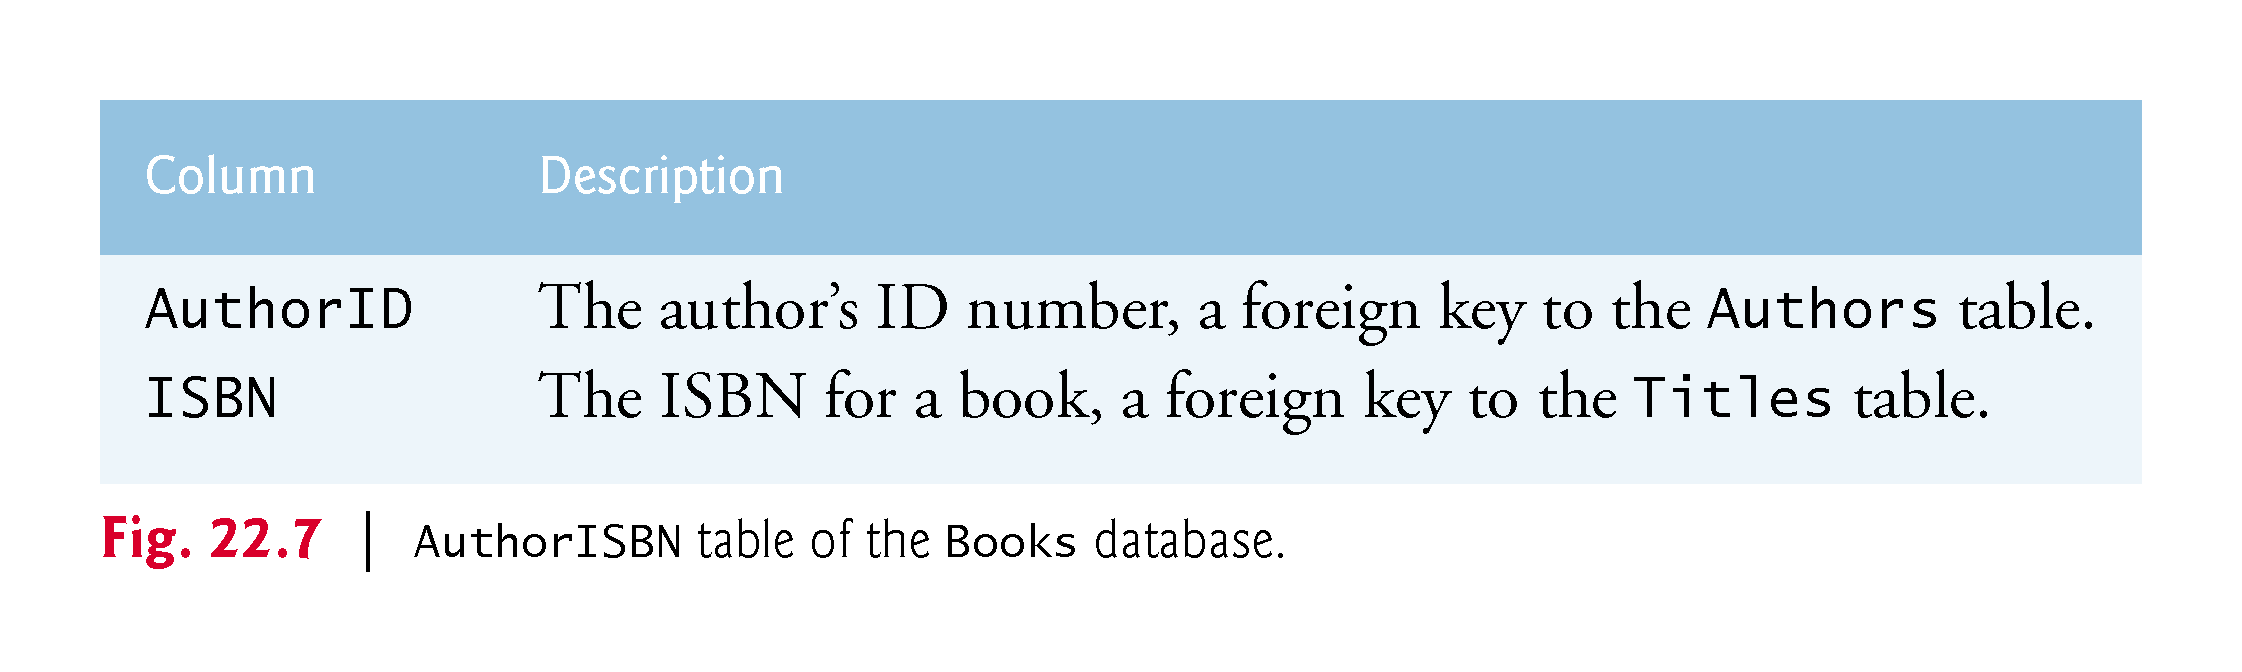 Column Description
AuthorID The author’s ID number, a foreign key to the Authors table.
ISBN The ISBN for a book, a foreign key to the Titles table.
Fig. 22.7 | AuthorISBN table of the Books database.